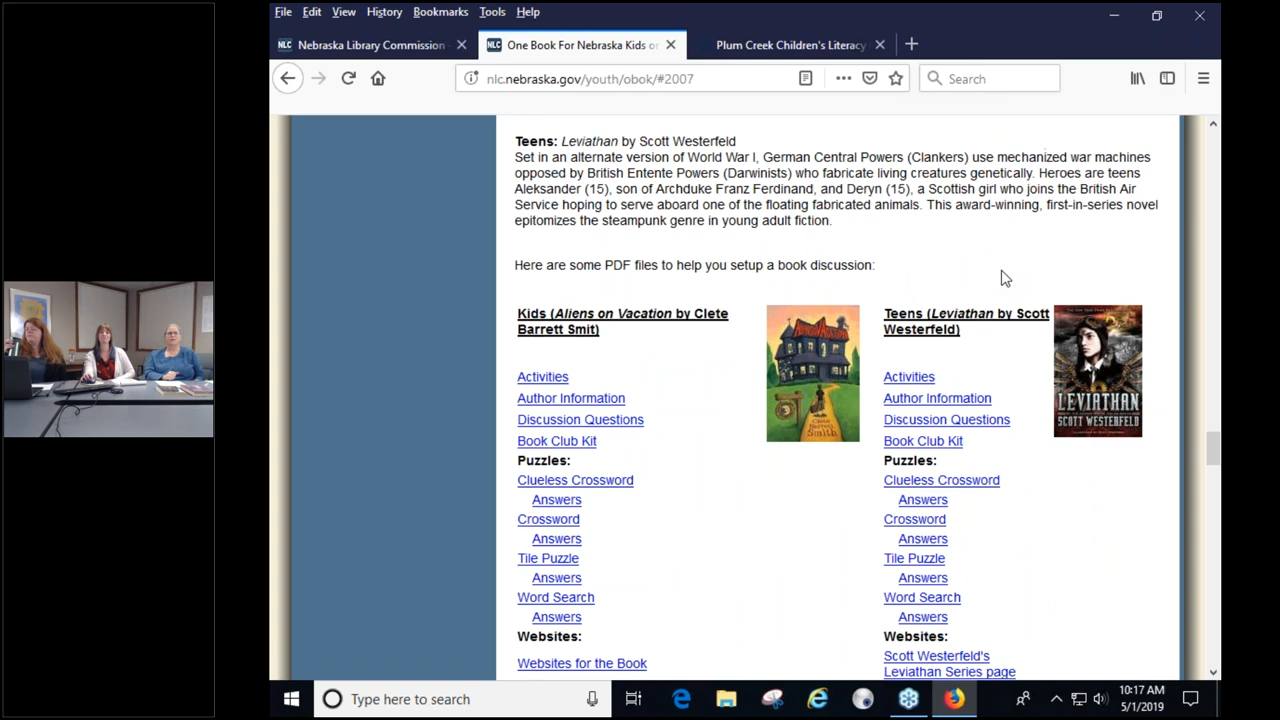 File Edit View History Bookmarks Tools Help
Nebraska Library Commission
One Book For Nebraska Kids
Plum Creek Children's Literacy
nlc.nebraska.gov/youth/obok/#2007
Search
Teens: Leviathan by Scott Westerfeld
Set in an alternate version of World War I, German Central Powers (Clankers) use mechanized war machines
opposed by British Entente Powers (Darwinists) who fabricate living creatures genetically. Heroes are teens
Aleksander (15), son of Archduke Franz Ferdinand, and Deryn (15), a Scottish girl who joins the British Air
Service hoping to serve aboard one of the floating fabricated animals. This award-winning, first-in-series novel
epitomizes the steampunk genre in young adult fiction.
Here are some PDF files to help you setup a book discussion:
Kids (Aliens on Vacation by Clete
Barrett Smit)
Activities
Author Information
Discussion Questions
Book Club Kit
Puzzles:
Clueless Crossword
Answers
Crossword
Answers
Tile Puzzle
Answers
Word Search
Answers
Websites:
Websites for the Book
Clete
Barrett Smith
Teens (Leviathan by Scott
Westerfeld)
Activities
Author Information
Discussion Questions
Book Club Kit
Puzzles:
Clueless Crossword
Answers
Crossword
Answers
Tile Puzzle
Answers
Word Search
Answers
Websites:
Scott Westerfeld's
Leviathan Series page
LEVIATHAN
SCOTT WESTERFELD
Type here to search
10:17 AM
5/1/2019